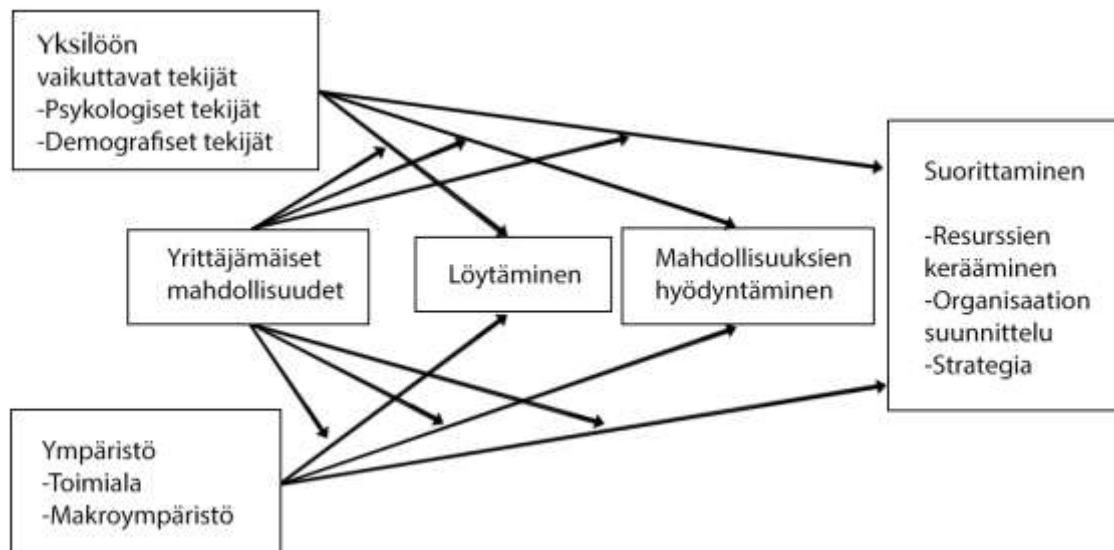 Yksilöön
vaikuttavat tekijät
-Psykologiset tekijät
-Demografiset tekijät
Yrittäjämäiset
mahdollisuudet
Löytäminen
Mahdollisuuksien
hyödyntäminen
Suorittaminen
-Resurssien
kerääminen
-Organisaation
suunnittelu
-Strategia
Ympäristö
-Toimiala
-Makroympäristö